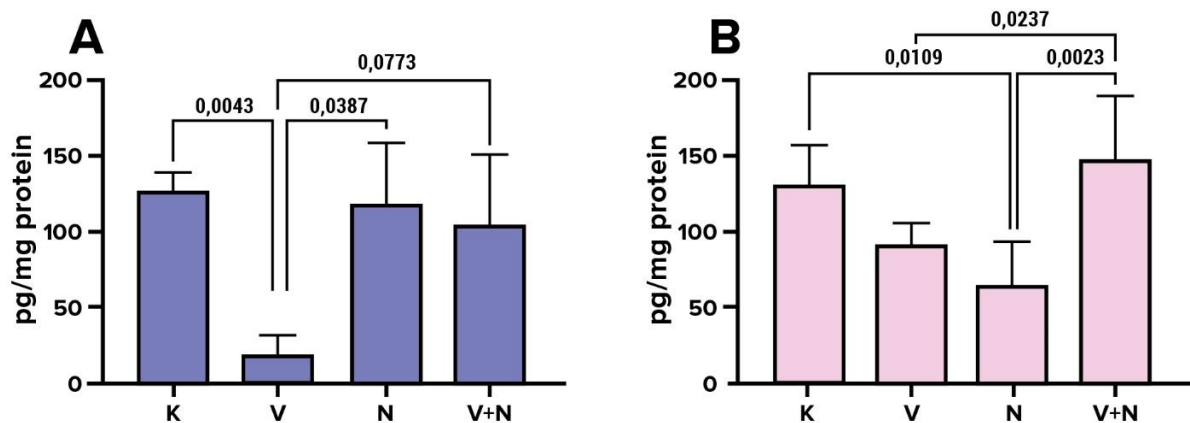 A
0,0773
0,0043
0,0387
200
150
100
50
0
pg/mg protein
K
V
N
V+N
B
0,0237
0,0109
0,0023
200
150
100
50
0
pg/mg protein
K
V
N
V+N